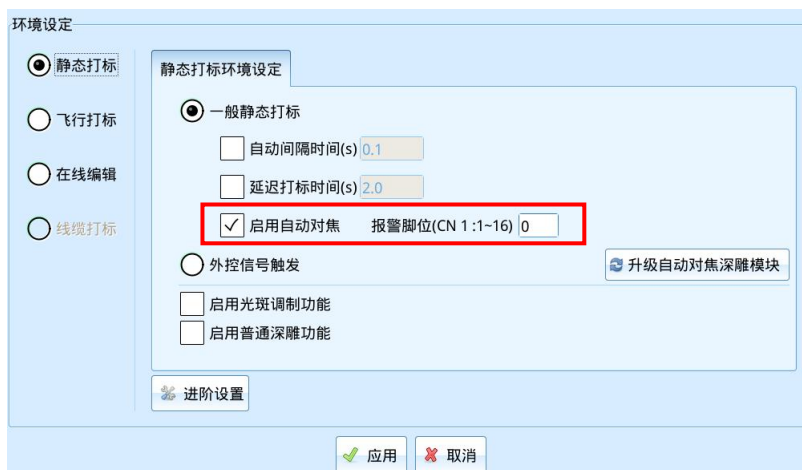 环境设定
静态打标
飞行打标
在线编辑
线缆打标
静态打标环境设定
一般静态打标
自动间隔时间(s) 0.1
延迟打标时间(s) 2.0
启用自动对焦 报警脚位(CN 1 :1~16) 0
外控信号触发
升级自动对焦深雕模块
启用光斑调制功能
启用普通深雕功能
进阶设置
应用 取消